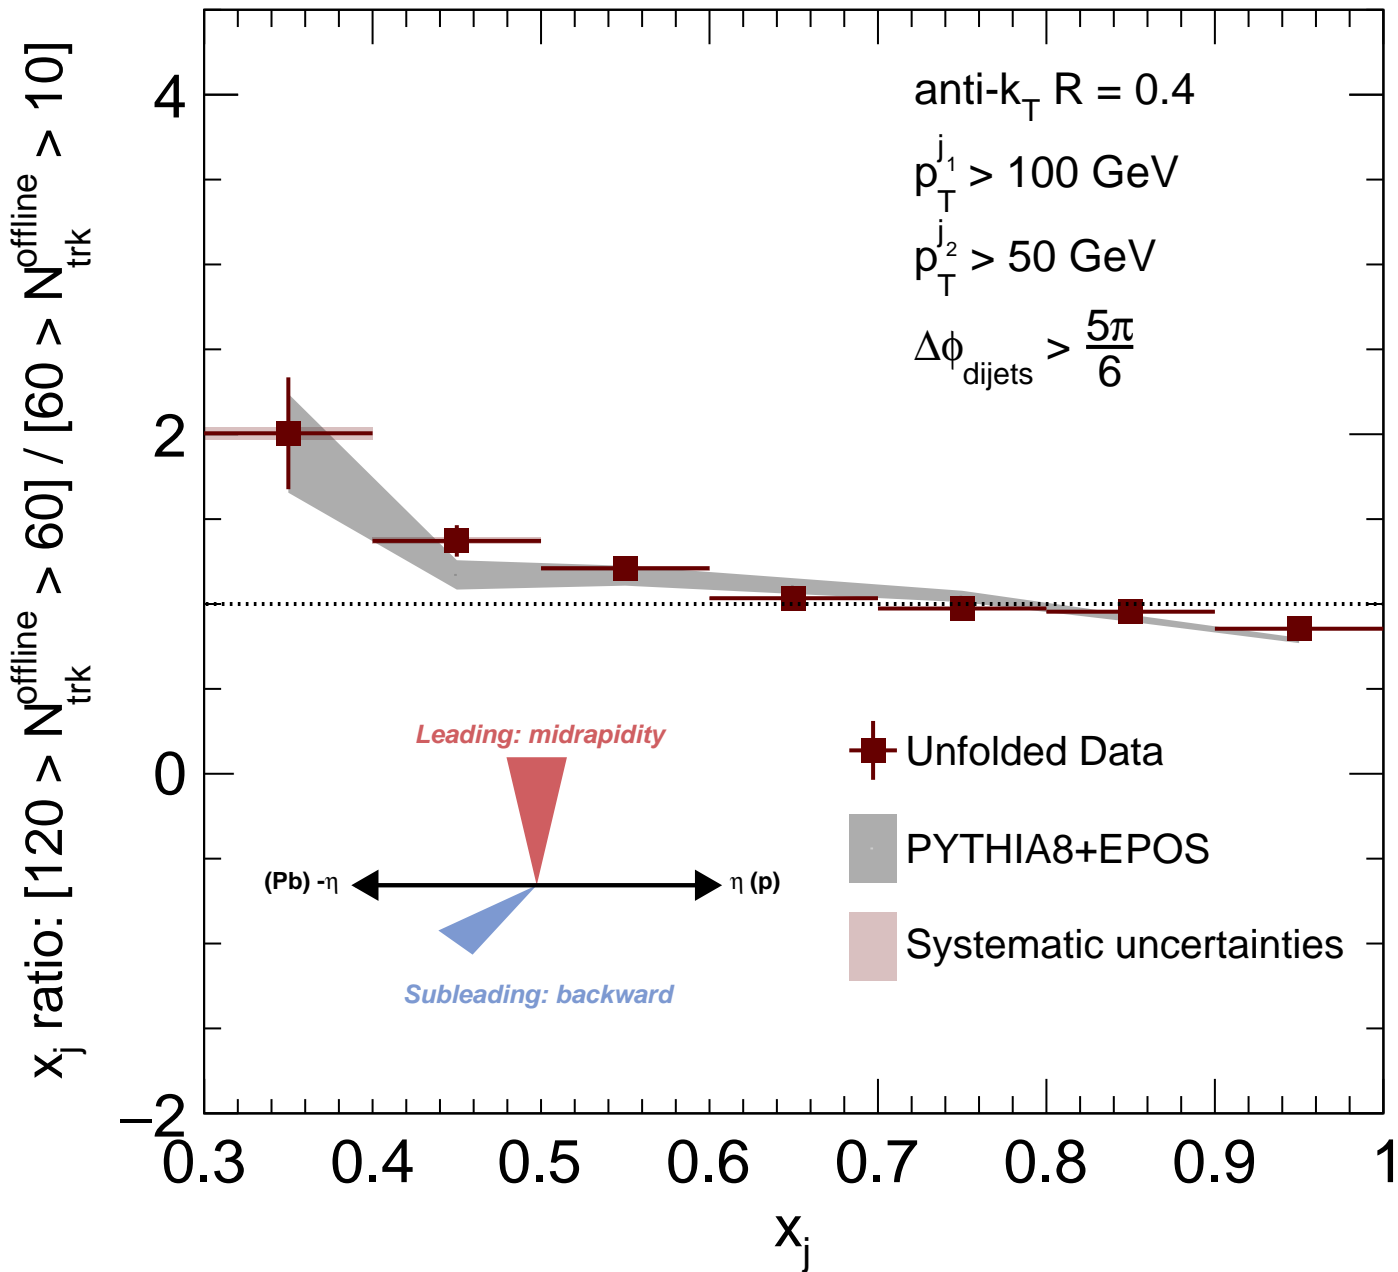 x_j ratio: [120 > N_trk^offline > 60] / [60 > N_trk^offline > 10]
4
2
0
−2
anti-k_T R = 0.4
p_T^j_1 > 100 GeV
p_T^j_2 > 50 GeV
Δϕ_dijets > 5π/6
Leading: midrapidity
(Pb) -η
η (p)
Subleading: backward
Unfolded Data
PYTHIA8+EPOS
Systematic uncertainties
0.3 0.4 0.5 0.6 0.7 0.8 0.9 1
x_j